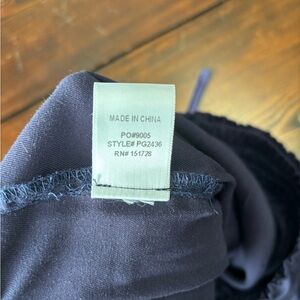 MADE IN CHINA
PO#9005
STYLE# PG2436
RN# 151728